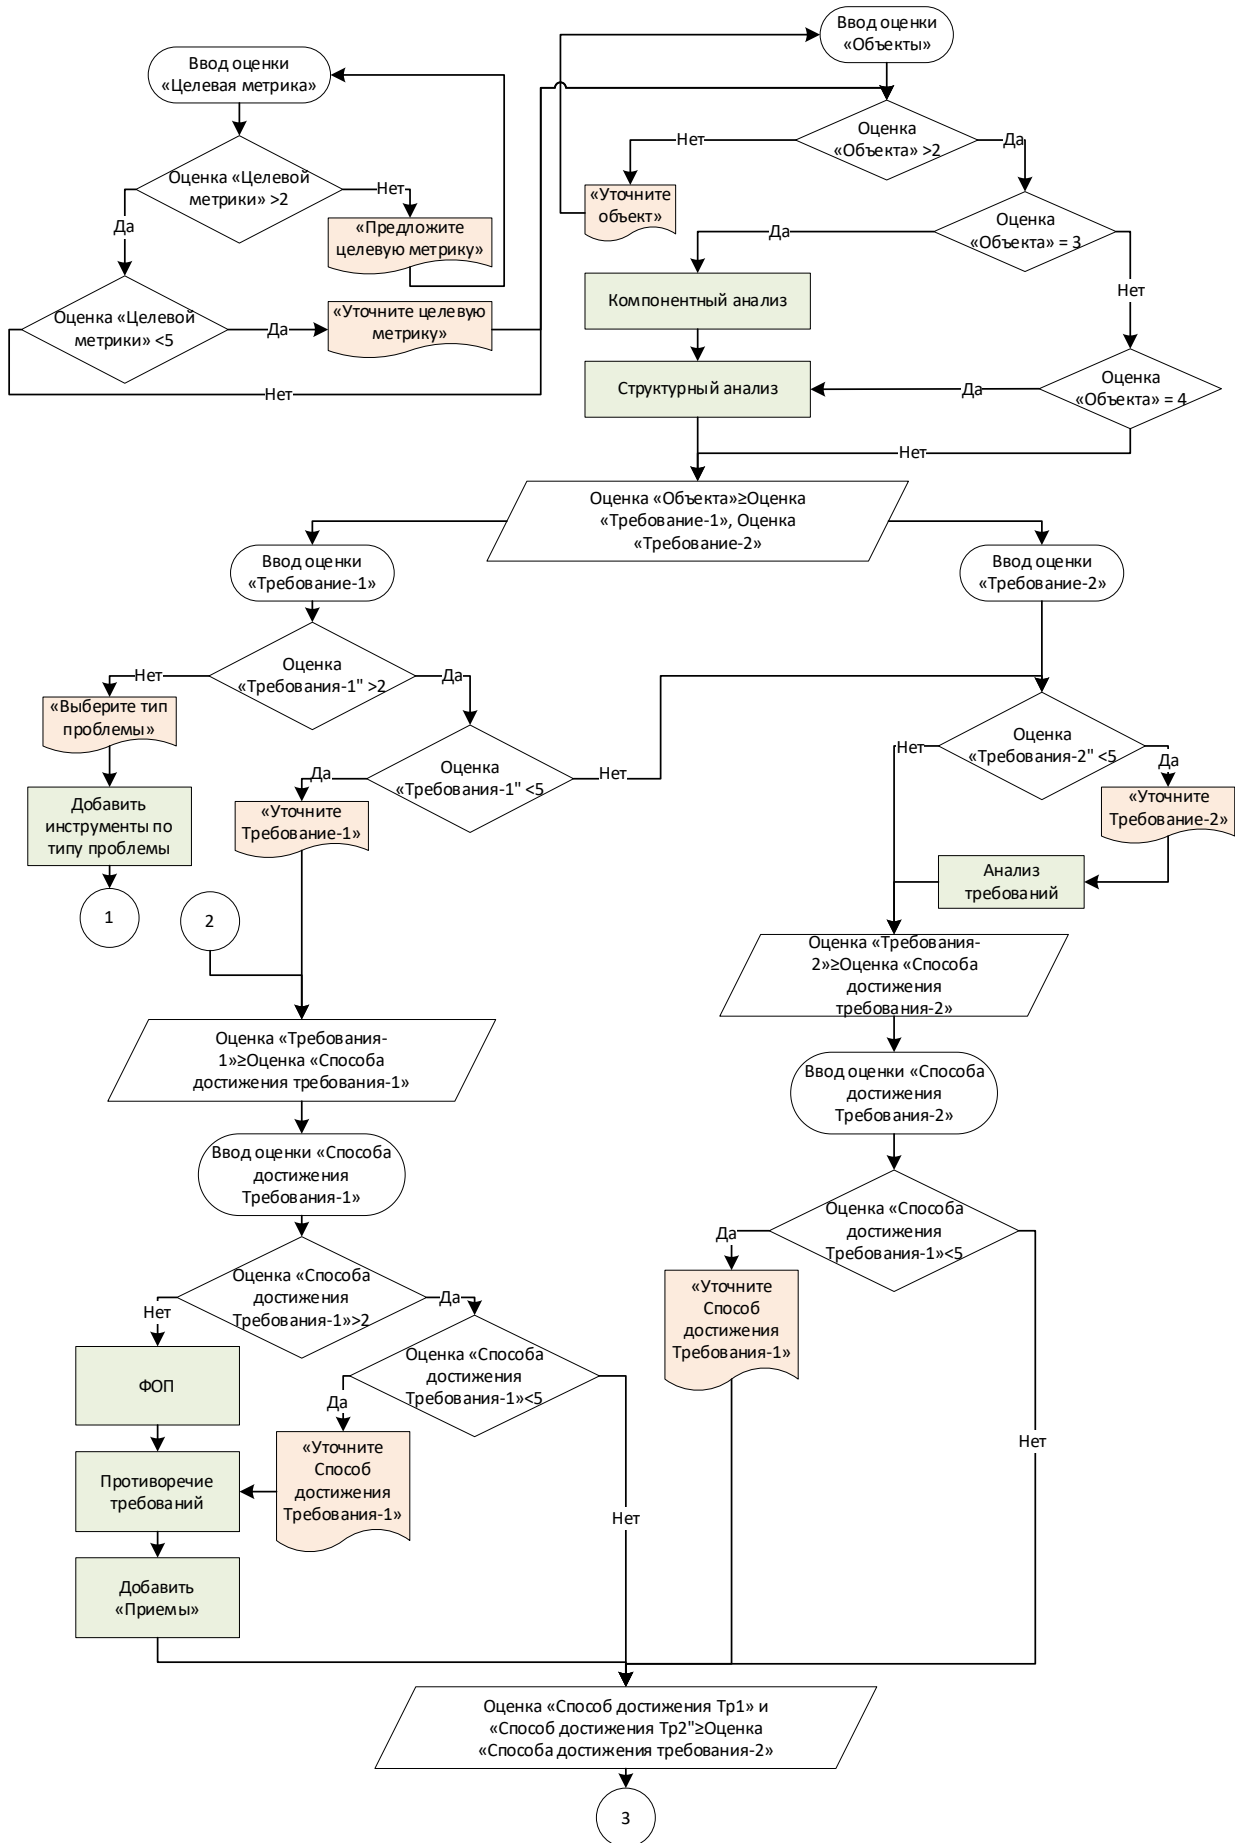 Ввод оценки
«Целевая метрика»
Оценка «Целевой
метрики» >2
Нет
Да
«Предложите
целевую метрику»
Оценка «Целевой
метрики» <5
Да
«Уточните целевую
метрику»
Нет
Ввод оценки
«Объекты»
Оценка
«Объекта» >2
Нет
Да
«Уточните
объект»
Оценка
«Объекта» = 3
Да
Нет
Компонентный анализ
Структурный анализ
Оценка
«Объекта» = 4
Да
Нет
Оценка «Объекта»≥Оценка
«Требование-1», Оценка
«Требование-2»
Ввод оценки
«Требование-1»
Ввод оценки
«Требование-2»
Оценка
«Требования-1" >2
Нет
Да
«Выберите тип
проблемы»
Добавить
инструменты по
типу проблемы
1
2
Оценка
«Требования-1" <5
Да
Нет
«Уточните
Требование-1»
Оценка
«Требования-2" <5
Нет
Да
«Уточните
Требование-2»
Анализ
требований
Оценка «Требования-
2»≥Оценка «Способа
достижения
требования-2»
Оценка «Требования-
1»≥Оценка «Способа
достижения требования-1»
Ввод оценки «Способа
достижения
Требования-2»
Ввод оценки «Способа
достижения
Требования-1»
Оценка «Способа
достижения
Требования-1»<5
Да
Нет
«Уточните
Способ
достижения
Требования-1»
Оценка «Способа
достижения
Требования-1»>2
Нет
Да
ФОП
Оценка «Способа
достижения
Требования-1»<5
Да
Нет
«Уточните
Способ
достижения
Требования-1»
Противоречие
требований
Добавить
«Приемы»
Оценка «Способ достижения Тр1» и
«Способ достижения Тр2"≥Оценка
«Способа достижения требования-2»
3